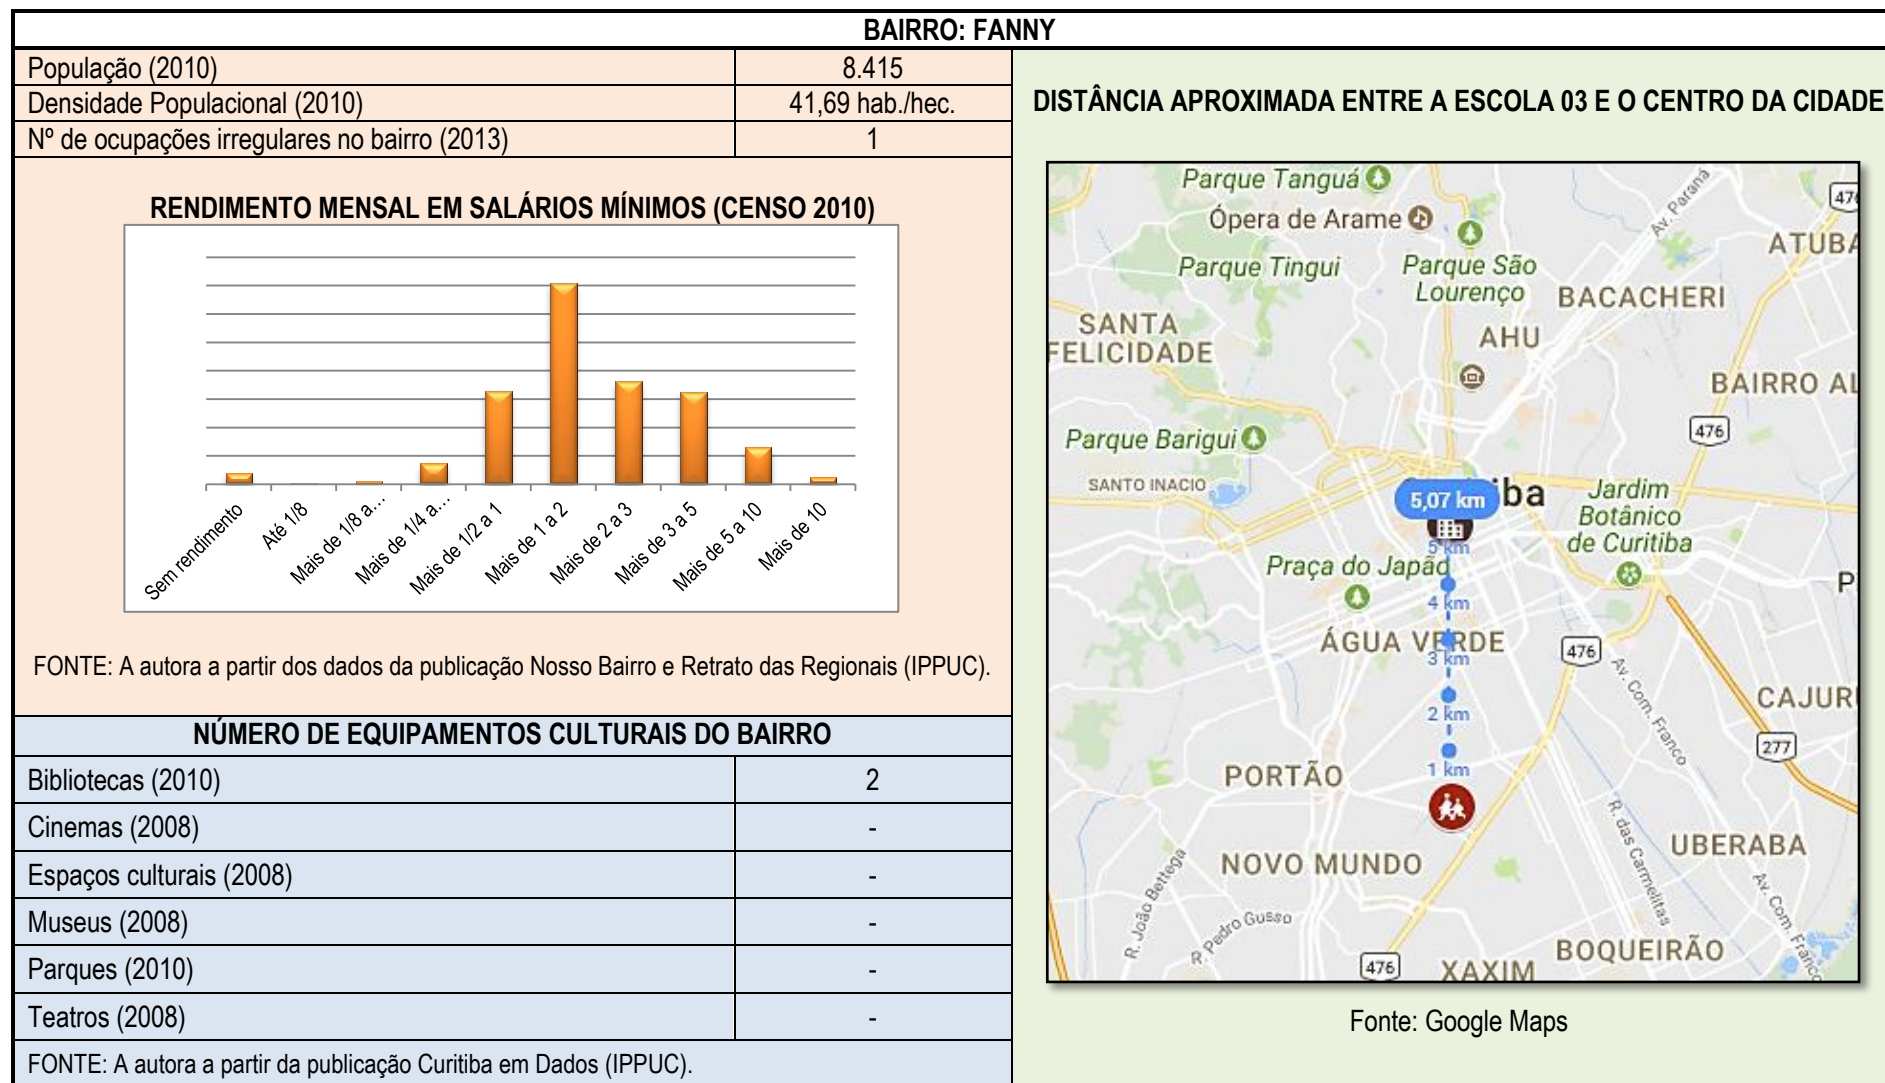 BAIRRO: FANNY
População (2010) 8.415
Densidade Populacional (2010) 41,69 hab./hec.
Nº de ocupações irregulares no bairro (2013) 1
RENDIMENTO MENSAL EM SALÁRIOS MÍNIMOS (CENSO 2010)
Sem rendimento
Até 1/8
Mais de 1/8 a...
Mais de 1/4 a...
Mais de 1/2 a 1
Mais de 1 a 2
Mais de 2 a 3
Mais de 3 a 5
Mais de 5 a 10
Mais de 10
FONTE: A autora a partir dos dados da publicação Nosso Bairro e Retrato das Regionais (IPPUC).
NÚMERO DE EQUIPAMENTOS CULTURAIS DO BAIRRO
Bibliotecas (2010) 2
Cinemas (2008) -
Espaços culturais (2008) -
Museus (2008) -
Parques (2010) -
Teatros (2008) -
FONTE: A autora a partir da publicação Curitiba em Dados (IPPUC).
DISTÂNCIA APROXIMADA ENTRE A ESCOLA 03 E O CENTRO DA CIDADE
Parque Tanguá
Av. Paraná
47
Ópera de Arame
ATUBA
Parque Tingui
Parque São
Lourenço
BACACHERI
SANTA
FELICIDADE
AHU
BAIRRO AL
476
Parque Barigui
SANTO INACIO
5,07 km
iba
Jardim
Botânico
de Curitiba
5 km
Praça do Japão
P
4 km
ÁGUA VERDE
476
3 km
Av. Com. Franco
CAJUR
2 km
277
PORTÃO
1 km
R. das Carmelitas
UBERABA
NOVO MUNDO
R. João Bettega
Av. Com. Franco
R. Pedro Gusso
BOQUEIRÃO
476
XAXIM
Fonte: Google Maps